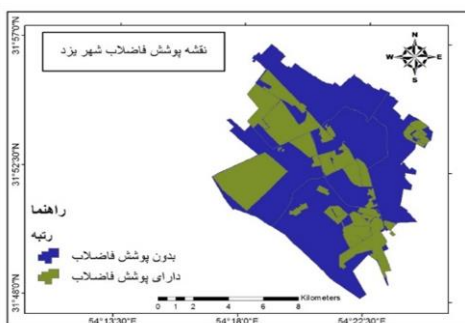 نقشه پوشش فاضلاب شهر یزد
N
W E
S
31°57'0"N
31°52'30"N
31°48'0"N
راهنما
رتبه
بدون پوشش فاضلاب
دارای پوشش فاضلاب
Kilometers
0 1 2 4 6 8
54°13'30"E
54°18'0"E
54°22'30"E